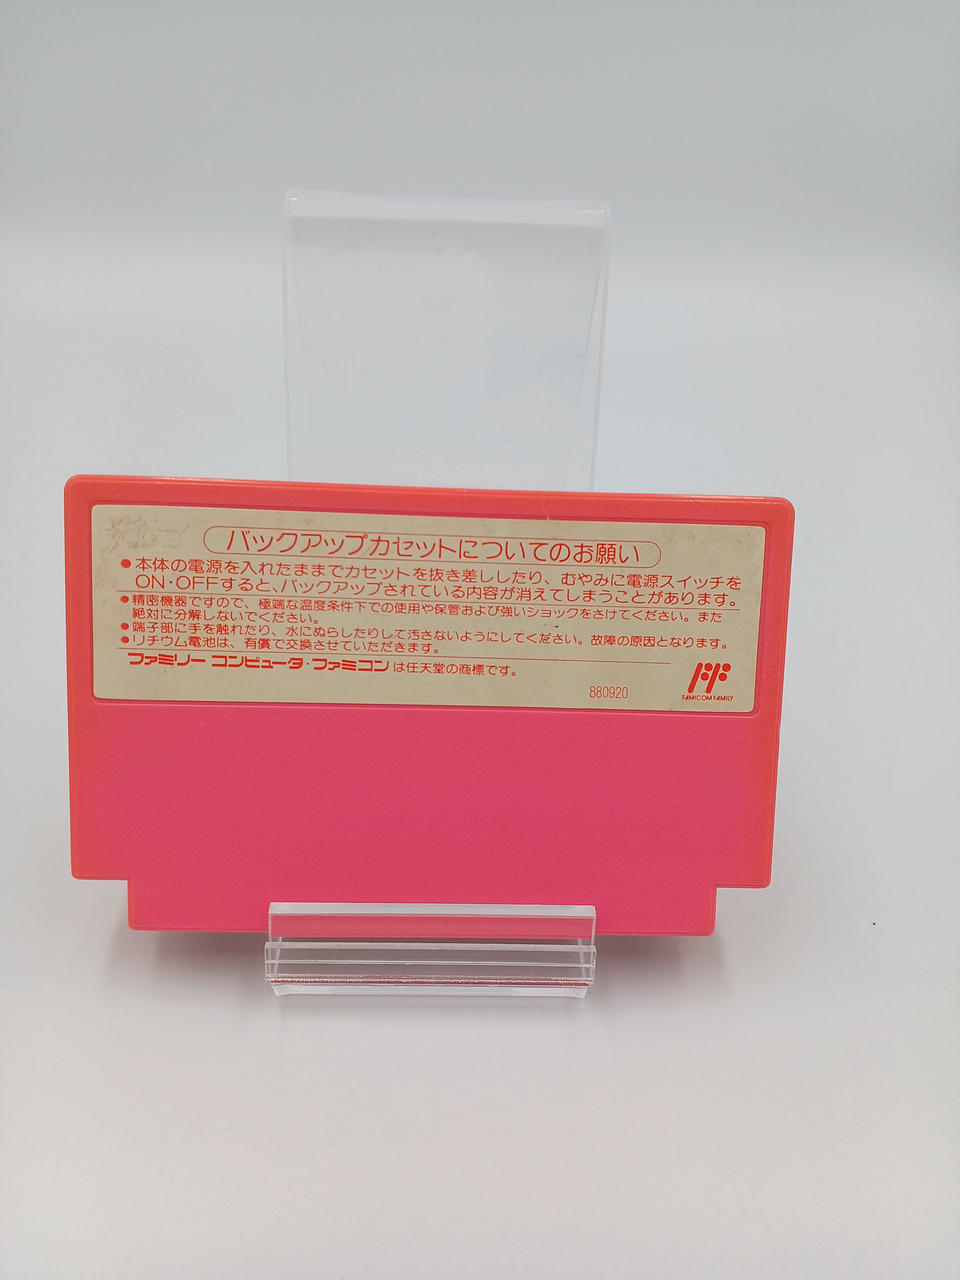 バックアップカセットについてのお願い
●本体の電源を入れたままでカセットを抜き差ししたり、むやみに電源スイッチを
ON・OFFすると、バックアップされている内容が消えてしまうことがあります。
●精密機器ですので、極端な温度条件下での使用や保管および強いショックをさけてください。また
絶対に分解しないでください。
●端子部に手を触れたり、水にぬらしたりして汚さないようにしてください。故障の原因となります。
●リチウム電池は、有償で交換させていただきます。
ファミリーコンピュータ・ファミコンは任天堂の商標です。
880920
FAMICOM FAMILY